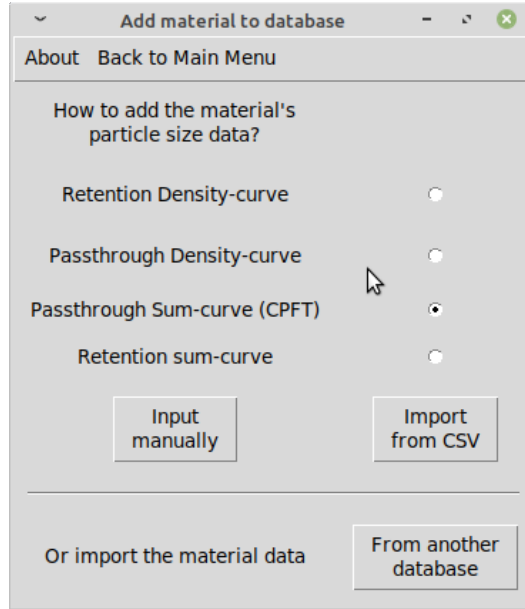 Add material to database
About Back to Main Menu
How to add the material's
particle size data?
Retention Density-curve
Passthrough Density-curve
Passthrough Sum-curve (CPFT)
Retention sum-curve
Input
manually
Import
from CSV
Or import the material data
From another
database